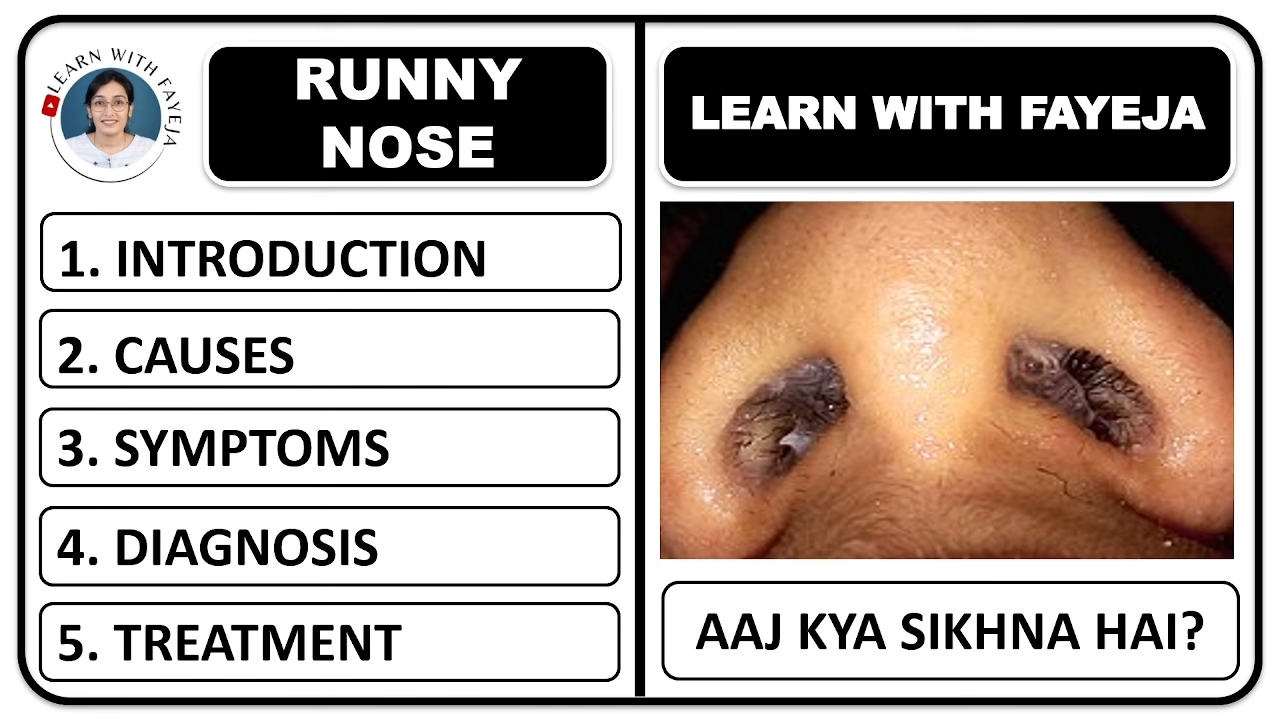 LEARN WITH FAYEJA
RUNNY
NOSE
1. INTRODUCTION
2. CAUSES
3. SYMPTOMS
4. DIAGNOSIS
5. TREATMENT
LEARN WITH FAYEJA
AAJ KYA SIKHNA HAI?